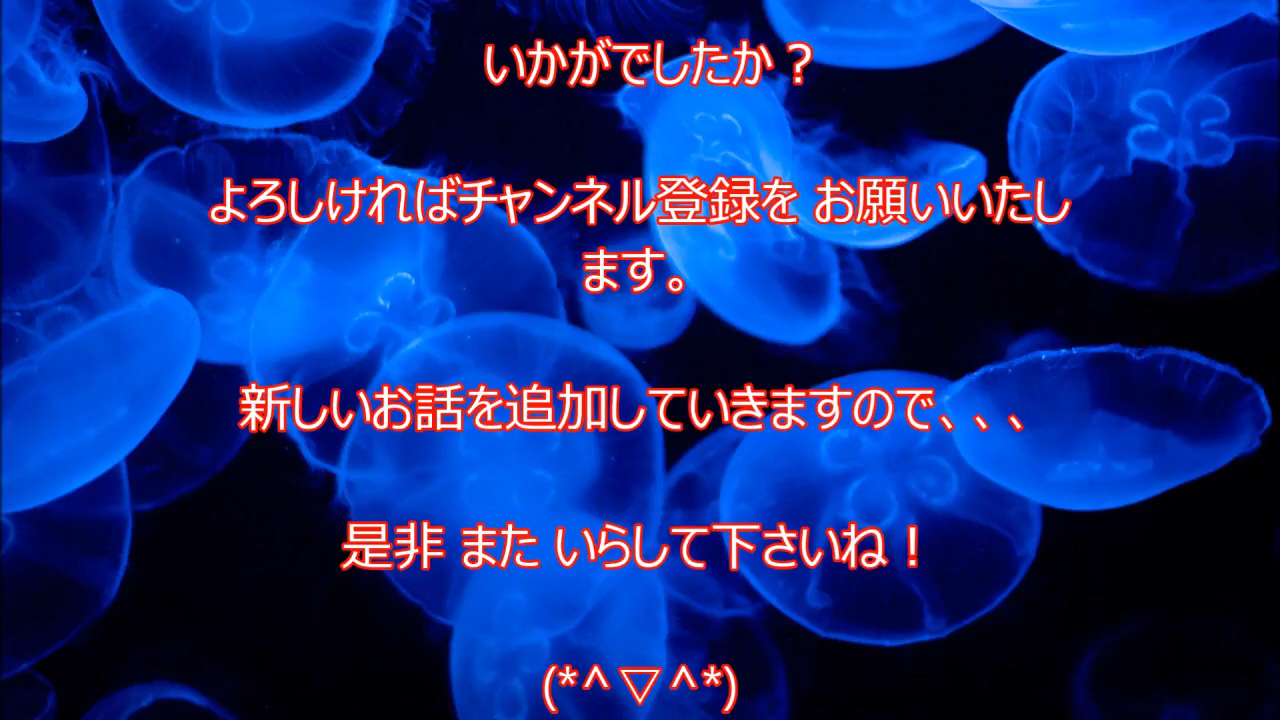 いかがでしたか？
よろしければチャンネル登録を お願いいたし
ます。
新しいお話を追加していきますので、、、
是非 また いらして下さいね！
(*^▽^*)